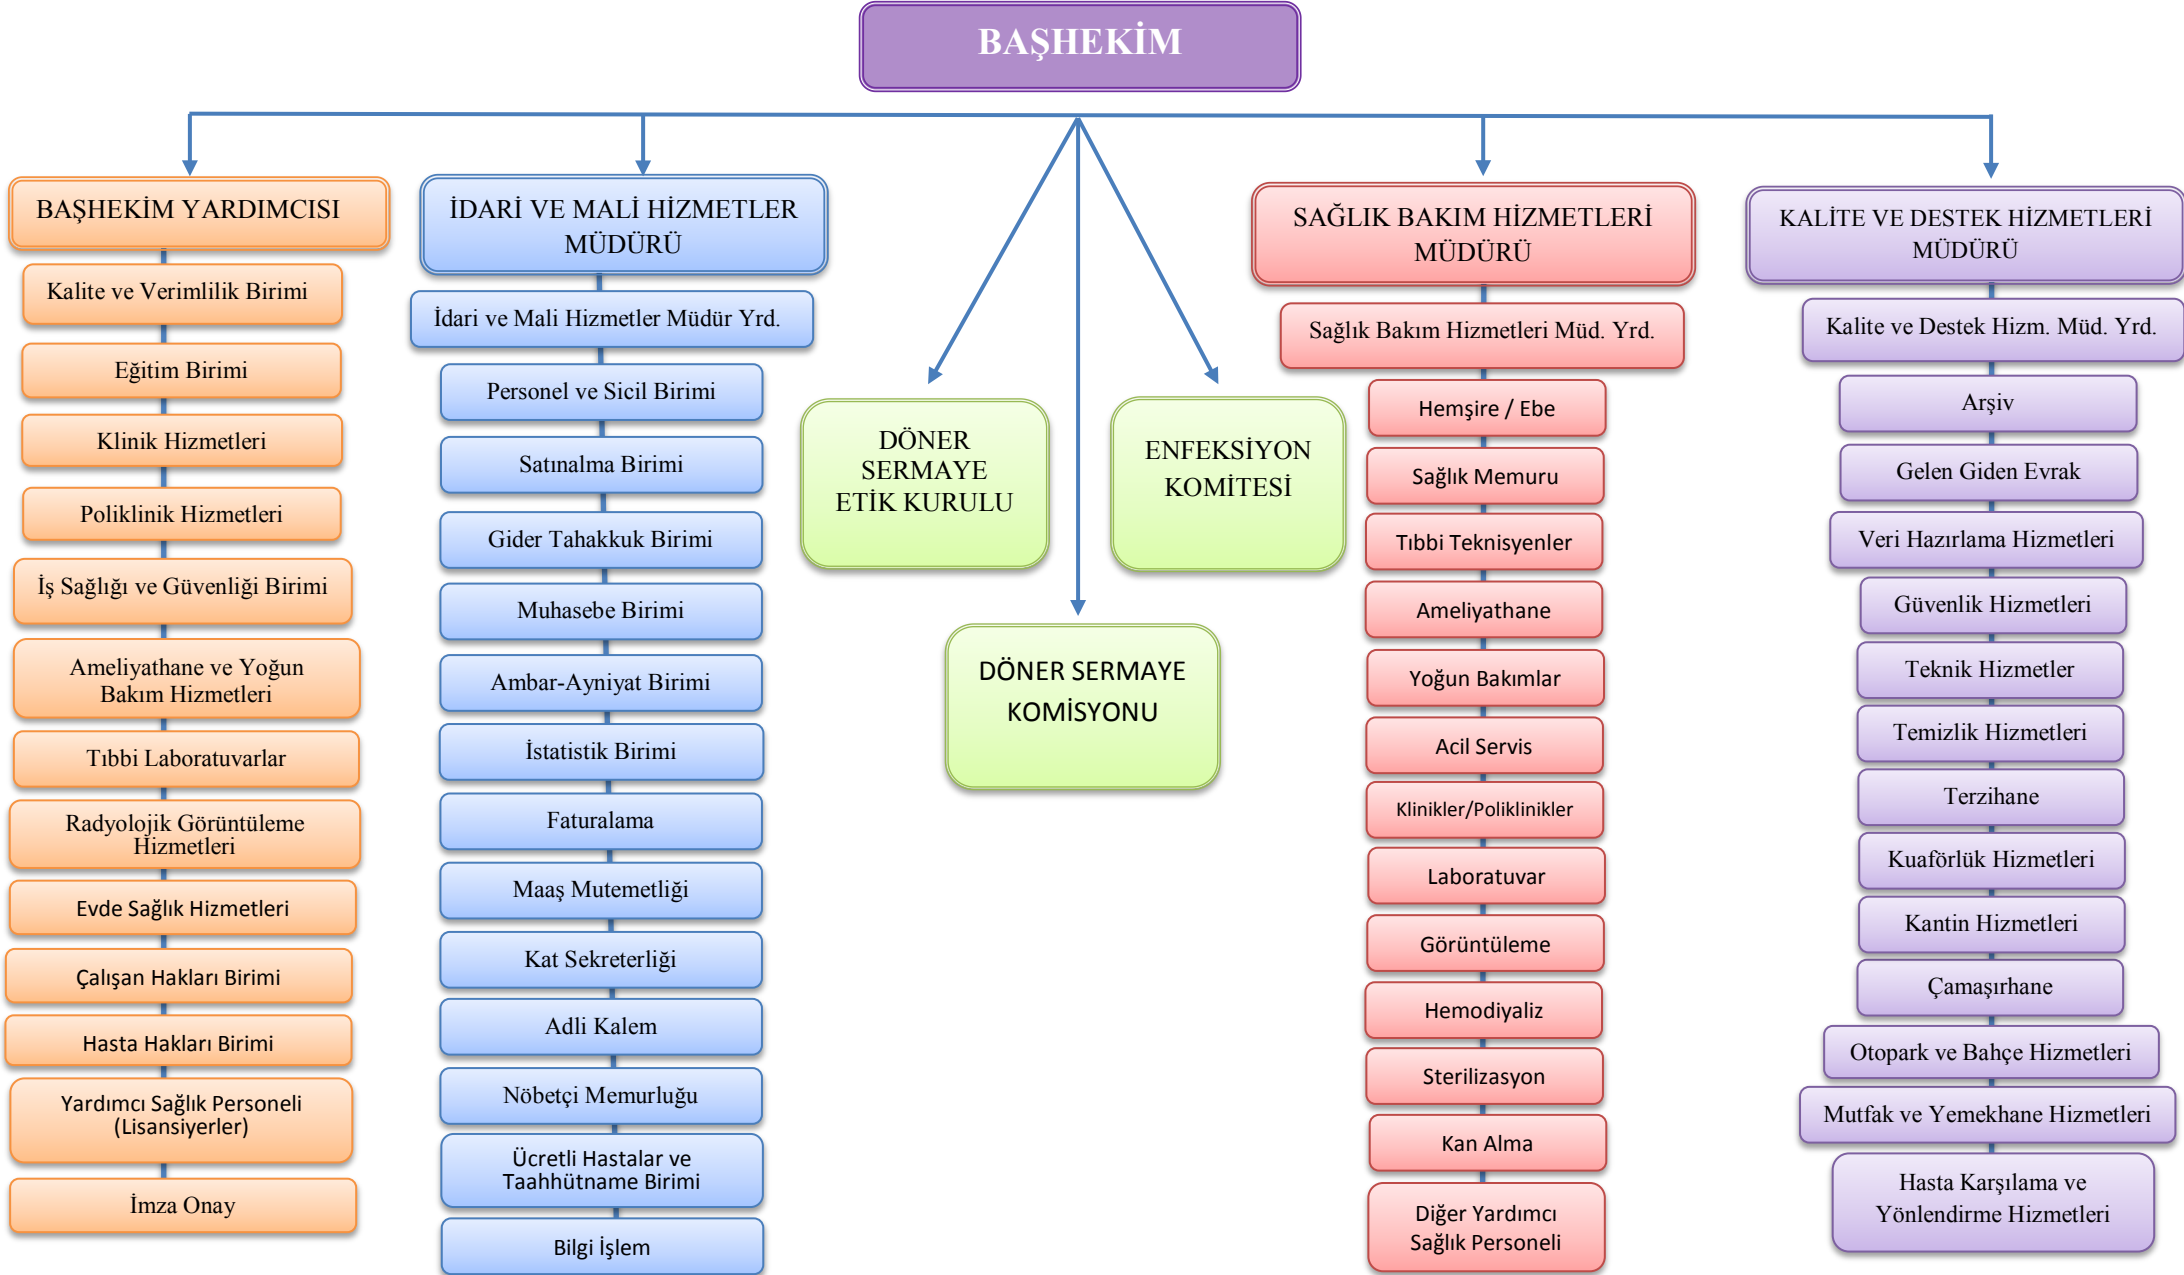 BAŞHEKİM
BAŞHEKİM YARDIMCISI
Kalite ve Verimlilik Birimi
Eğitim Birimi
Klinik Hizmetleri
Poliklinik Hizmetleri
İş Sağlığı ve Güvenliği Birimi
Ameliyathane ve Yoğun
Bakım Hizmetleri
Tıbbi Laboratuvarlar
Radyolojik Görüntüleme
Hizmetleri
Evde Sağlık Hizmetleri
Çalışan Hakları Birimi
Hasta Hakları Birimi
Yardımcı Sağlık Personeli
(Lisansiyerler)
İmza Onay
İDARİ VE MALİ HİZMETLER
MÜDÜRÜ
İdari ve Mali Hizmetler Müdür Yrd.
Personel ve Sicil Birimi
Satınalma Birimi
Gider Tahakkuk Birimi
Muhasebe Birimi
Ambar-Ayniyat Birimi
İstatistik Birimi
Faturalama
Maaş Mutemetliği
Kat Sekreterliği
Adli Kalem
Nöbetçi Memurluğu
Ücretli Hastalar ve
Taahhütname Birimi
Bilgi İşlem
DÖNER
SERMAYE
ETİK KURULU
DÖNER SERMAYE
KOMİSYONU
ENFEKSİYON
KOMİTESİ
SAĞLIK BAKIM HİZMETLERİ
MÜDÜRÜ
Sağlık Bakım Hizmetleri Müd. Yrd.
Hemşire / Ebe
Sağlık Memuru
Tıbbi Teknisyenler
Ameliyathane
Yoğun Bakımlar
Acil Servis
Klinikler/Poliklinikler
Laboratuvar
Görüntüleme
Hemodiyaliz
Sterilizasyon
Kan Alma
Diğer Yardımcı
Sağlık Personeli
KALİTE VE DESTEK HİZMETLERİ
MÜDÜRÜ
Kalite ve Destek Hizm. Müd. Yrd.
Arşiv
Gelen Giden Evrak
Veri Hazırlama Hizmetleri
Güvenlik Hizmetleri
Teknik Hizmetler
Temizlik Hizmetleri
Terzihane
Kuaförlük Hizmetleri
Kantin Hizmetleri
Çamaşırhane
Otopark ve Bahçe Hizmetleri
Mutfak ve Yemekhane Hizmetleri
Hasta Karşılama ve
Yönlendirme Hizmetleri